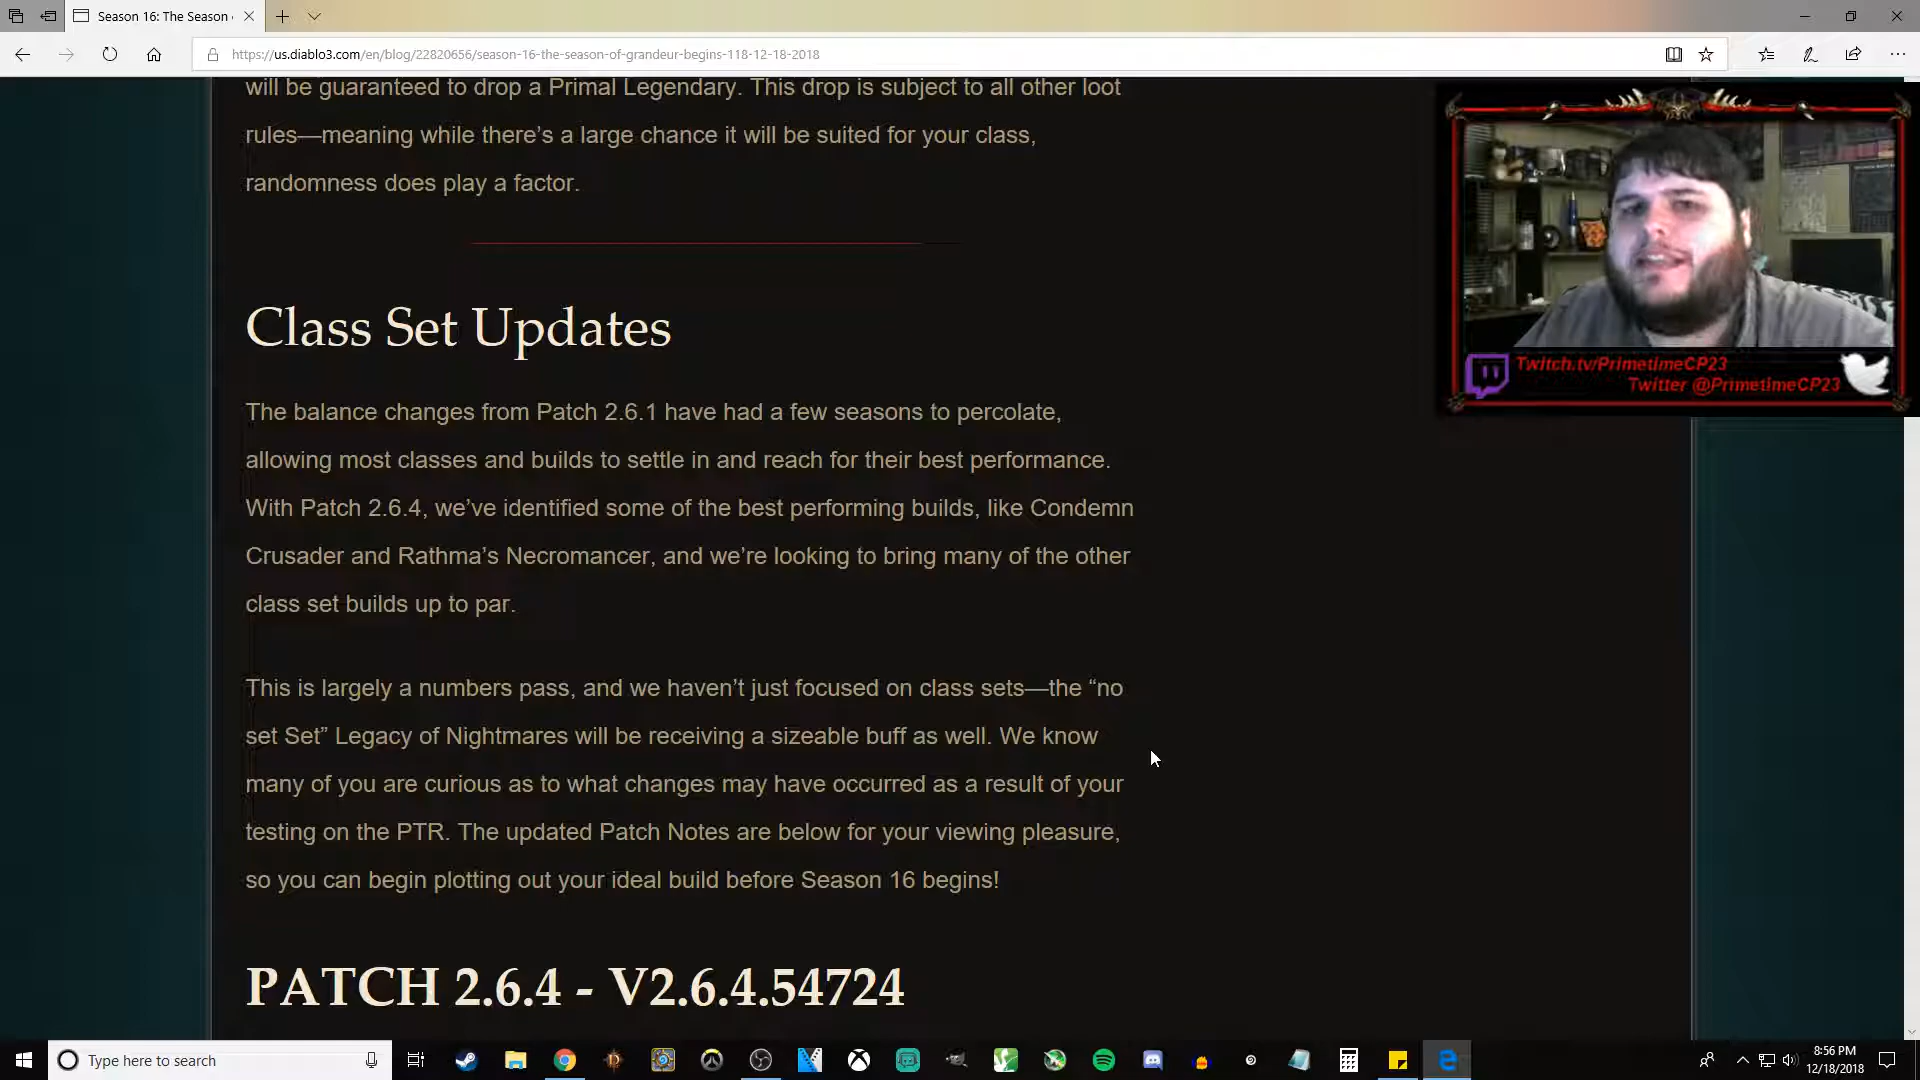 Season 16: The Season
https://us.diablo3.com/en/blog/22820656/season-16-the-season-of-grandeur-begins-118-12-18-2018
will be guaranteed to drop a Primal Legendary. This drop is subject to all other loot
rules—meaning while there’s a large chance it will be suited for your class,
randomness does play a factor.
Twitch.tv/PrimetimeCP23
Twitter @PrimetimeCP23
Class Set Updates
The balance changes from Patch 2.6.1 have had a few seasons to percolate,
allowing most classes and builds to settle in and reach for their best performance.
With Patch 2.6.4, we’ve identified some of the best performing builds, like Condemn
Crusader and Rathma’s Necromancer, and we’re looking to bring many of the other
class set builds up to par.
This is largely a numbers pass, and we haven’t just focused on class sets—the “no
set Set” Legacy of Nightmares will be receiving a sizeable buff as well. We know
many of you are curious as to what changes may have occurred as a result of your
testing on the PTR. The updated Patch Notes are below for your viewing pleasure,
so you can begin plotting out your ideal build before Season 16 begins!
PATCH 2.6.4 - V2.6.4.54724
Type here to search
8:56 PM
12/18/2018